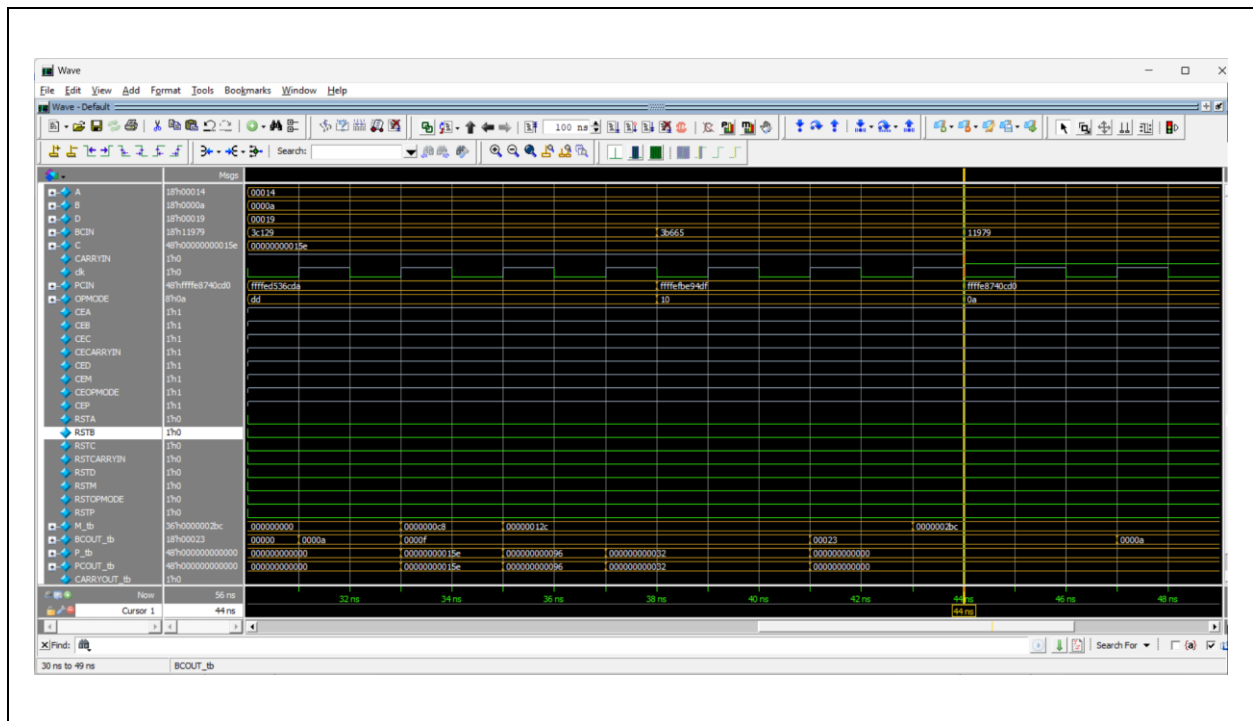 Wave
File Edit View Add Format Tools Bookmarks Window Help
Wave - Default
100 ns
Search:
Msgs
A 18'h00014 00014
B 18'h0000a 0000a
D 18'h00019 00019
BCIN 18'h11979 3c129 3b665 11979
C 48'h00000000015e 00000000015e
CARRYIN 1'h0
clk 1'h0
PCIN 48'hffffe8740cd0 ffffed536cda ffffefbe94df ffffe8740cd0
OPMODE 8'h0a dd 10 0a
CEA 1'h1
CEB 1'h1
CEC 1'h1
CECARRYIN 1'h1
CED 1'h1
CEM 1'h1
CEOPMODE 1'h1
CEP 1'h1
RSTA 1'h0
RSTB 1'h0
RSTC 1'h0
RSTCARRYIN 1'h0
RSTD 1'h0
RSTM 1'h0
RSTOPMODE 1'h0
RSTP 1'h0
M_tb 36'h0000002bc 000000000 0000000c8 00000012c 0000002bc
BCOUT_tb 18'h00023 00000 0000a 0000f 00023 0000a
P_tb 48'h000000000000 000000000000 00000000015e 000000000096 000000000032 000000000000
PCOUT_tb 48'h000000000000 000000000000 00000000015e 000000000096 000000000032 000000000000
CARRYOUT_tb 1'h0
Now 56 ns 32 ns 34 ns 36 ns 38 ns 40 ns 42 ns 44 ns 46 ns 48 ns
Cursor 1 44 ns 44 ns
Find: Search For (a)
30 ns to 49 ns BCOUT_tb